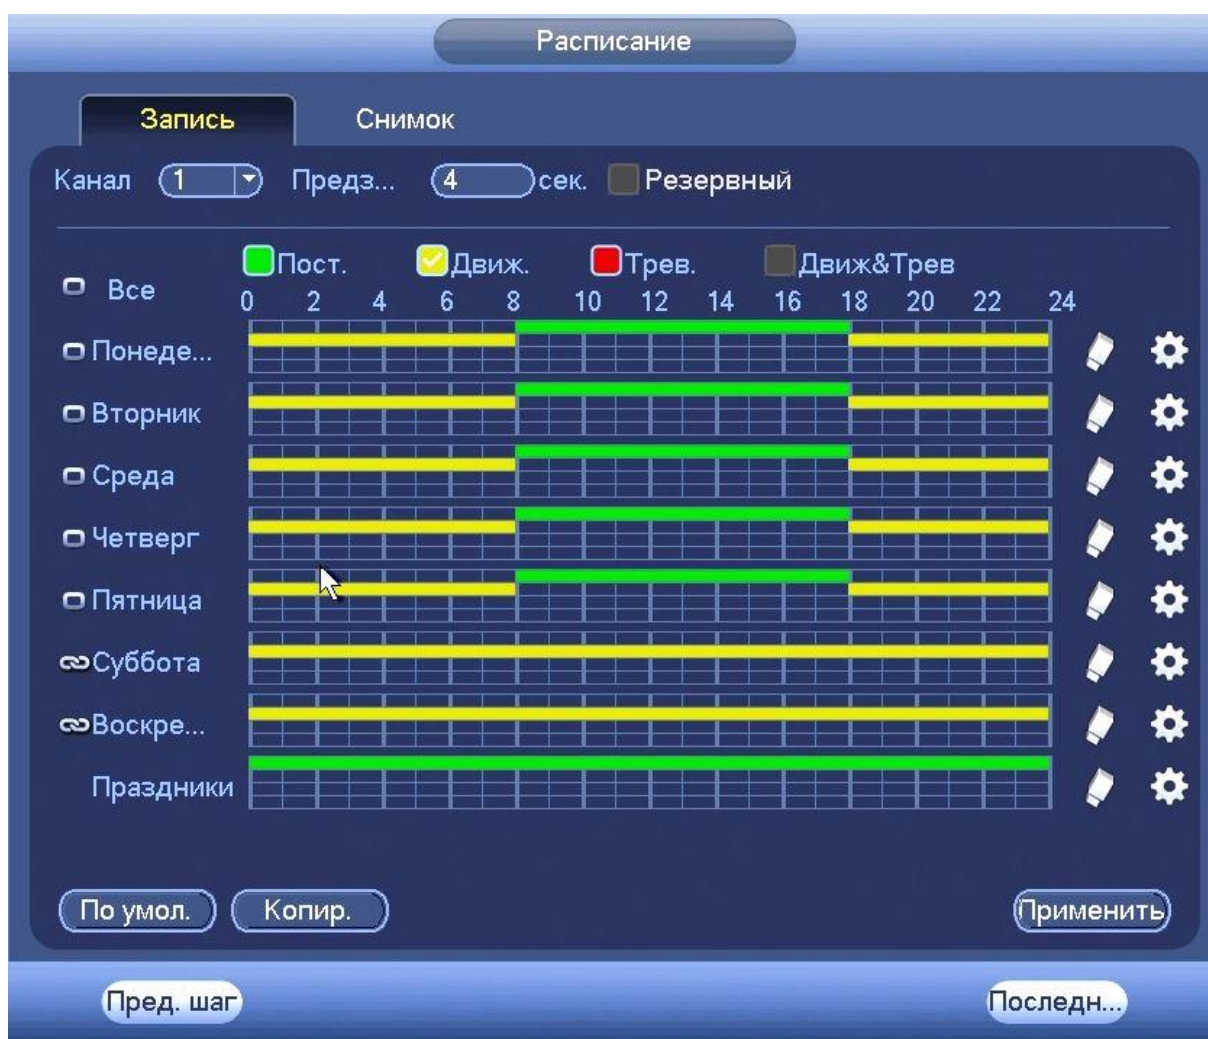 Расписание
Запись Снимок
Канал 1 Предз... 4 сек. Резервный
Пост. Движ. Трев. Движ&Трев
Все
0 2 4 6 8 10 12 14 16 18 20 22 24
Понеде...
Вторник
Среда
Четверг
Пятница
Суббота
Воскре...
Праздники
По умол. Копир. Применить
Пред. шаг Последн...